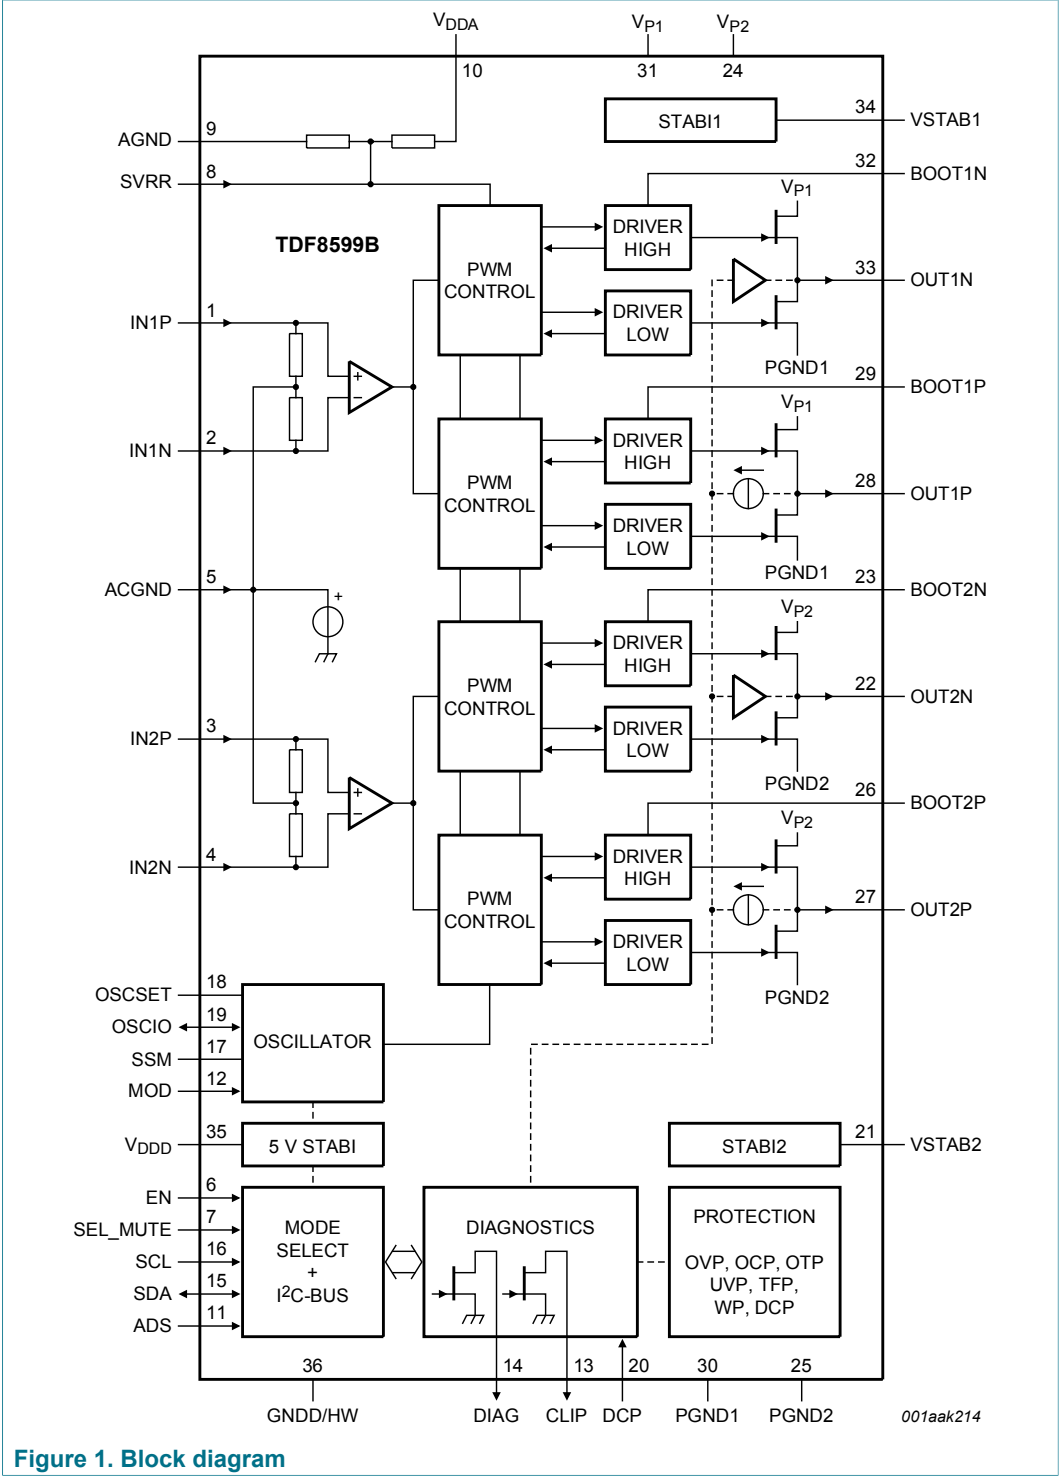 VDDA
VP1
VP2
10
31
24
AGND
9
STABI1
34
VSTAB1
SVRR
8
32
BOOT1N
TDF8599B
PWM
CONTROL
DRIVER
HIGH
VP1
33
OUT1N
IN1P
1
DRIVER
LOW
PGND1
+
−
29
BOOT1P
IN1N
2
PWM
CONTROL
DRIVER
HIGH
VP1
28
OUT1P
DRIVER
LOW
PGND1
ACGND
5
+
23
BOOT2N
PWM
CONTROL
DRIVER
HIGH
VP2
22
OUT2N
IN2P
3
DRIVER
LOW
PGND2
+
−
26
BOOT2P
IN2N
4
PWM
CONTROL
DRIVER
HIGH
VP2
27
OUT2P
DRIVER
LOW
PGND2
OSCSET
18
OSCIO
19
SSM
17
MOD
12
OSCILLATOR
VDDD
35
5 V STABI
STABI2
21
VSTAB2
EN
6
SEL_MUTE
7
SCL
16
SDA
15
ADS
11
MODE
SELECT
+
I²C-BUS
DIAGNOSTICS
PROTECTION
OVP, OCP, OTP
UVP, TFP,
WP, DCP
36
14
13
20
30
25
GNDD/HW
DIAG
CLIP
DCP
PGND1
PGND2
001aak214
Figure 1. Block diagram